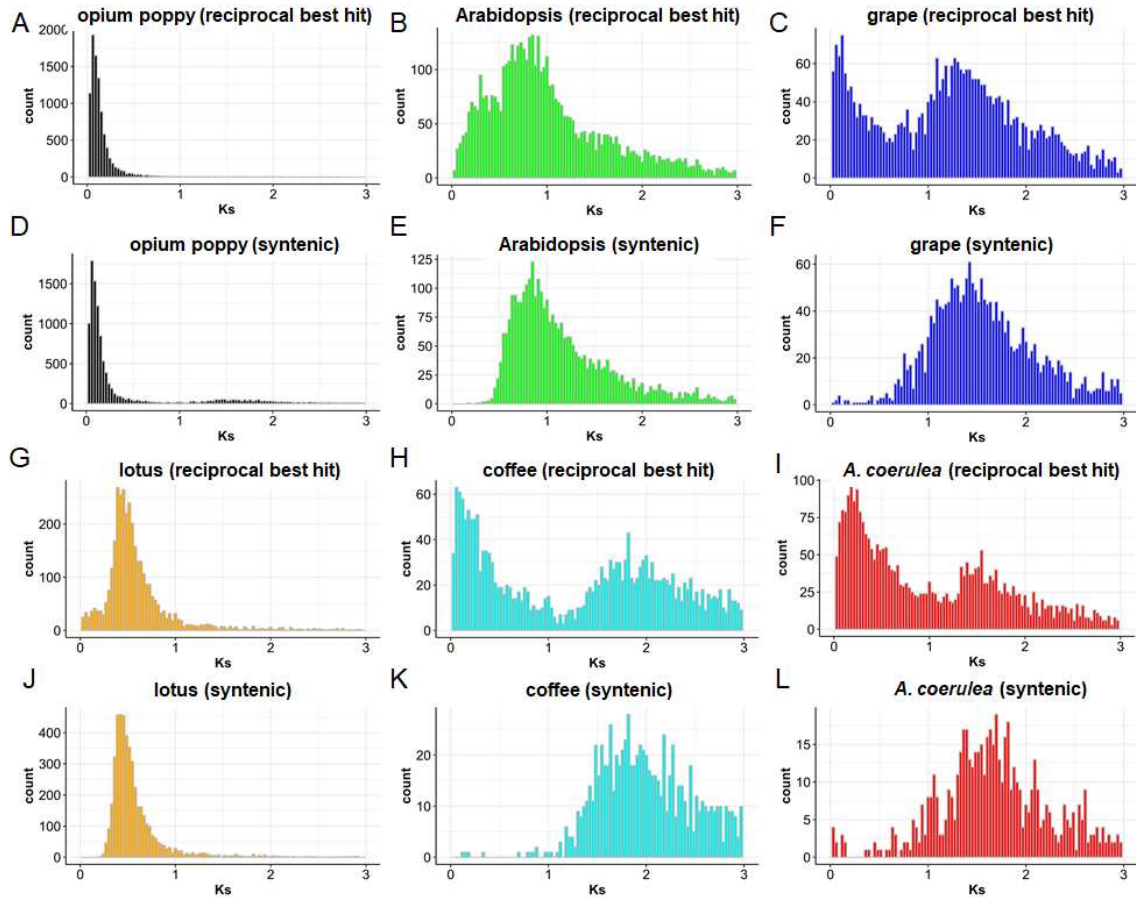 A
opium poppy (reciprocal best hit)
2000
1500
1000
500
0
count
0 1 2 3
Ks
B
Arabidopsis (reciprocal best hit)
100
50
0
count
0 1 2 3
Ks
C
grape (reciprocal best hit)
60
40
20
0
count
0 1 2 3
Ks
D
opium poppy (syntenic)
1500
1000
500
0
count
0 1 2 3
Ks
E
Arabidopsis (syntenic)
125
100
75
50
25
0
count
0 1 2 3
Ks
F
grape (syntenic)
60
40
20
0
count
0 1 2 3
Ks
G
lotus (reciprocal best hit)
200
100
0
count
0 1 2 3
Ks
H
coffee (reciprocal best hit)
60
40
20
0
count
0 1 2 3
Ks
I
A. coerulea (reciprocal best hit)
100
75
50
25
0
count
0 1 2 3
Ks
J
lotus (syntenic)
400
300
200
100
0
count
0 1 2 3
Ks
K
coffee (syntenic)
20
10
0
count
0 1 2 3
Ks
L
A. coerulea (syntenic)
15
10
5
0
count
0 1 2 3
Ks